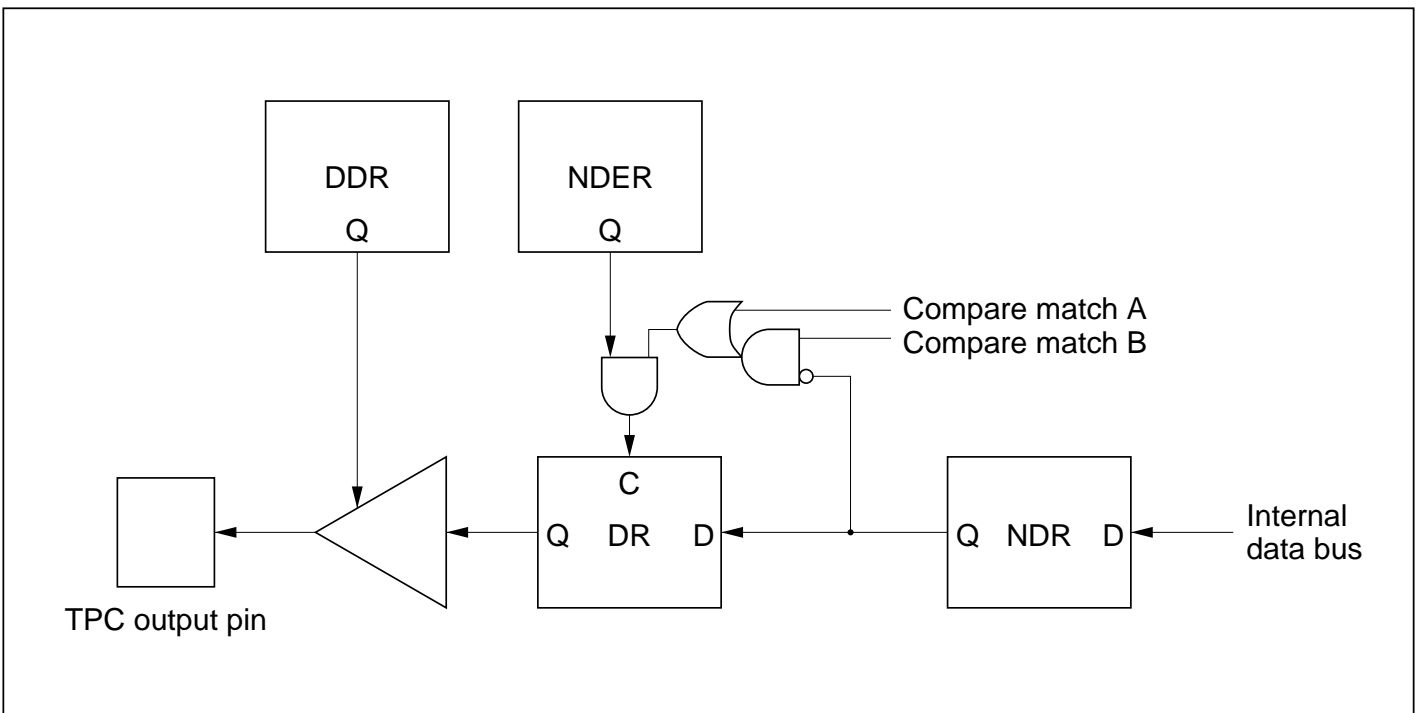 DDR
Q
NDER
Q
Compare match A
Compare match B
C
Q DR D
Q NDR D
Internal
data bus
TPC output pin